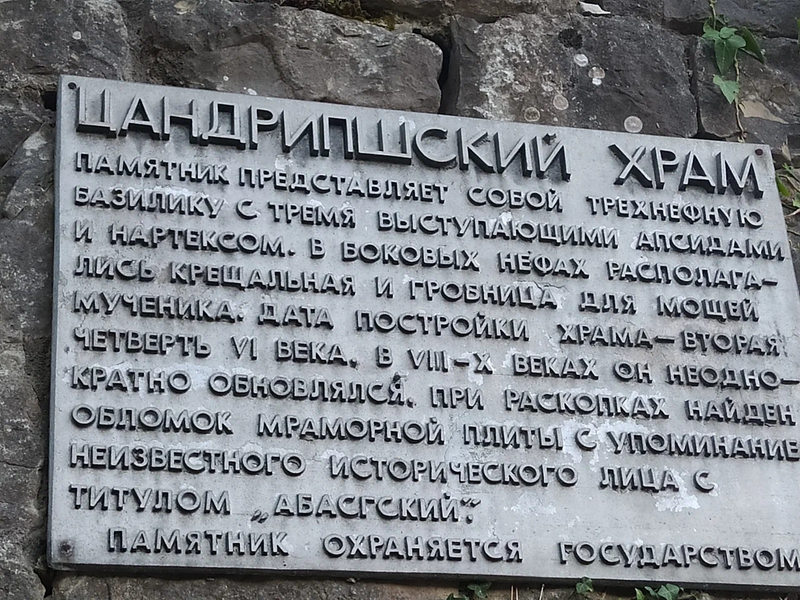 ЦАНДРИПШСКИЙ ХРАМ
ПАМЯТНИК ПРЕДСТАВЛЯЕТ СОБОЙ ТРЕХНЕФНУЮ
БАЗИЛИКУ С ТРЕМЯ ВЫСТУПАЮЩИМИ АПСИДАМИ
И НАРТЕКСОМ. В БОКОВЫХ НЕФАХ РАСПОЛАГА-
ЛИСЬ КРЕЩАЛЬНАЯ И ГРОБНИЦА ДЛЯ МОЩЕЙ
МУЧЕНИКА. ДАТА ПОСТРОЙКИ ХРАМА—ВТОРАЯ
ЧЕТВЕРТЬ VI ВЕКА. В VIII-X ВЕКАХ ОН НЕОДНО-
КРАТНО ОБНОВЛЯЛСЯ. ПРИ РАСКОПКАХ НАЙДЕН
ОБЛОМОК МРАМОРНОЙ ПЛИТЫ С УПОМИНАНИЕ
НЕИЗВЕСТНОГО ИСТОРИЧЕСКОГО ЛИЦА С
ТИТУЛОМ „АБАСГСКИЙ".
ПАМЯТНИК ОХРАНЯЕТСЯ ГОСУДАРСТВОМ